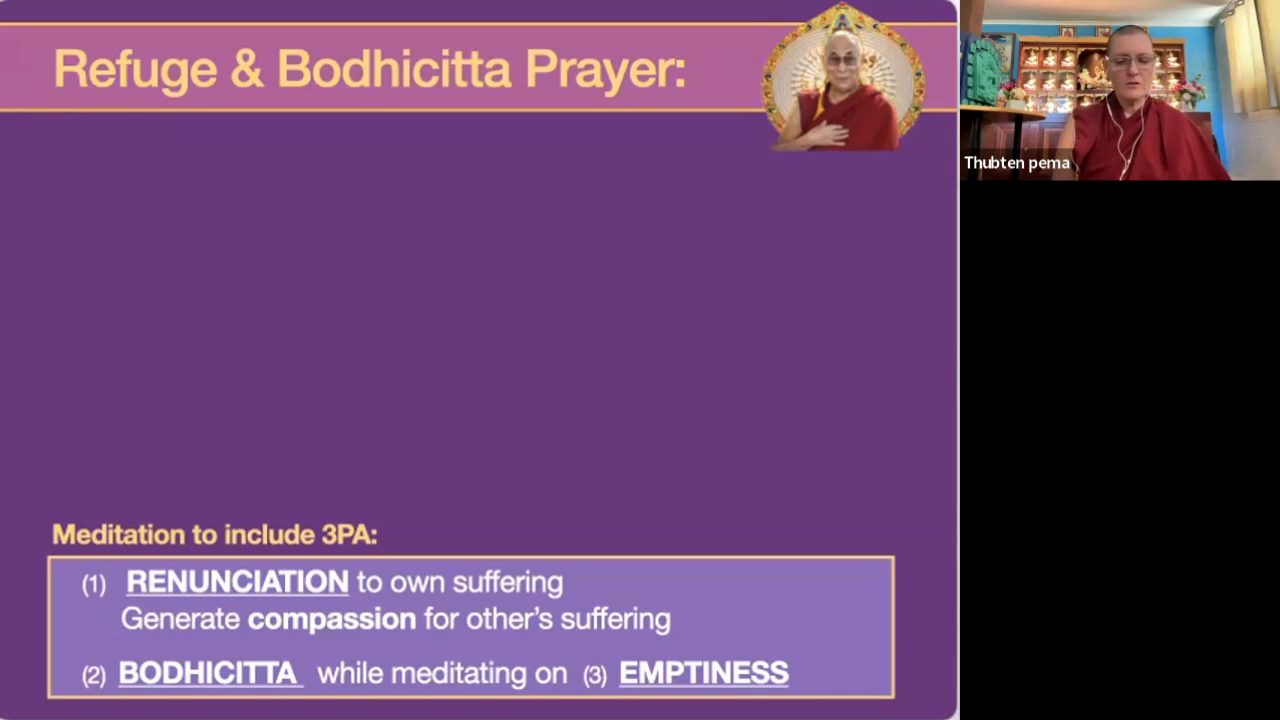 Refuge & Bodhicitta Prayer:
Thubten pema
Meditation to include 3PA:
(1) RENUNCIATION to own suffering
Generate compassion for other's suffering
(2) BODHICITTA while meditating on (3) EMPTINESS